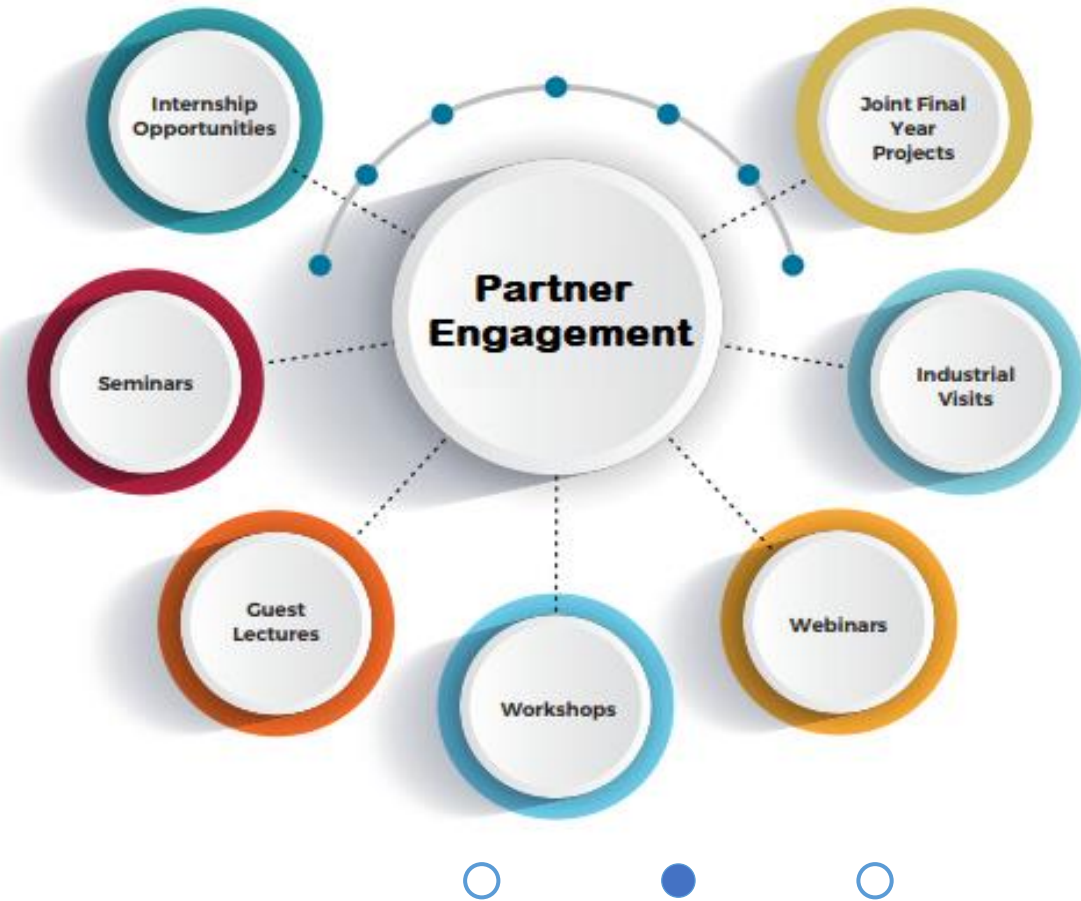 Internship
Opportunities
Joint Final
Year
Projects
Partner
Engagement
Seminars
Industrial
Visits
Guest
Lectures
Webinars
Workshops